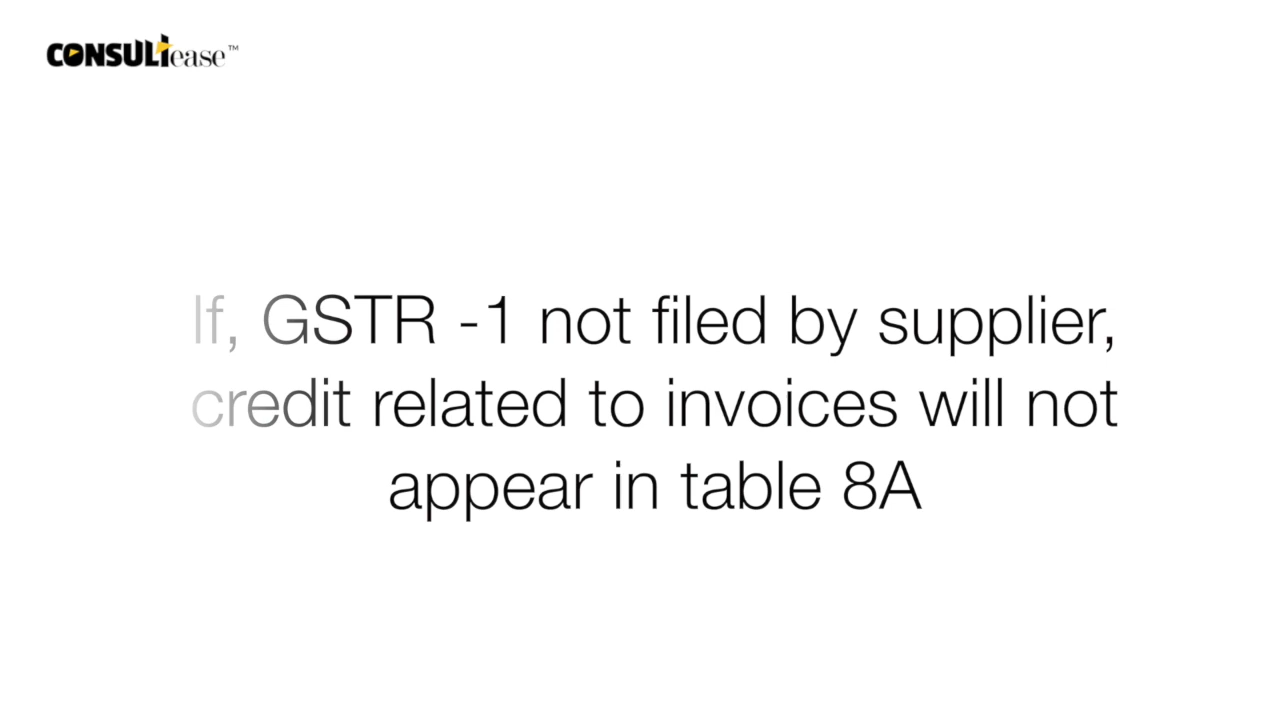 CONSULTease™
If, GSTR -1 not filed by supplier,
credit related to invoices will not
appear in table 8A